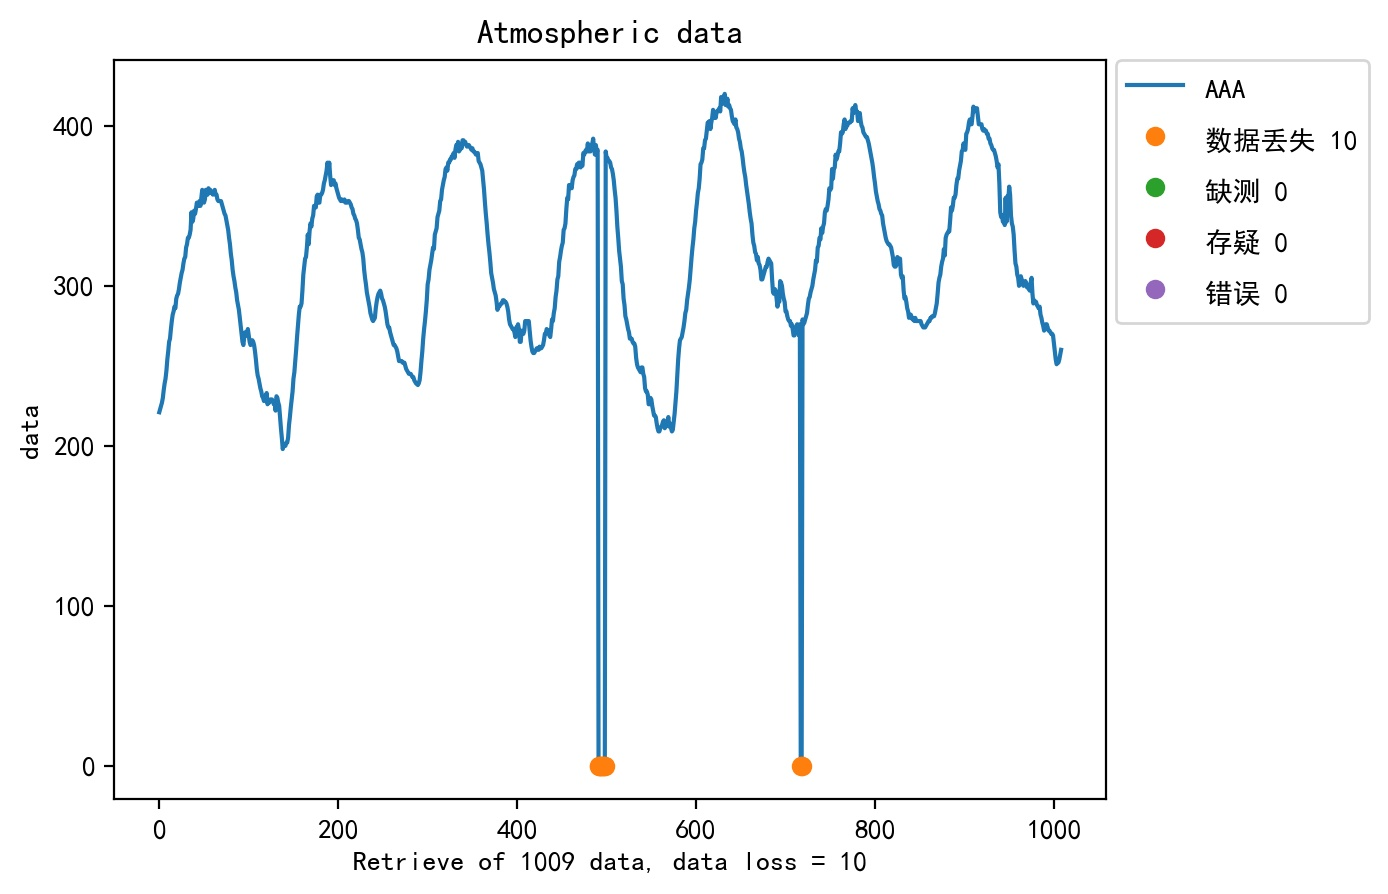 Atmospheric data
AAA
数据丢失 10
缺测 0
存疑 0
错误 0
data
400
300
200
100
0
0 200 400 600 800 1000
Retrieve of 1009 data, data loss = 10